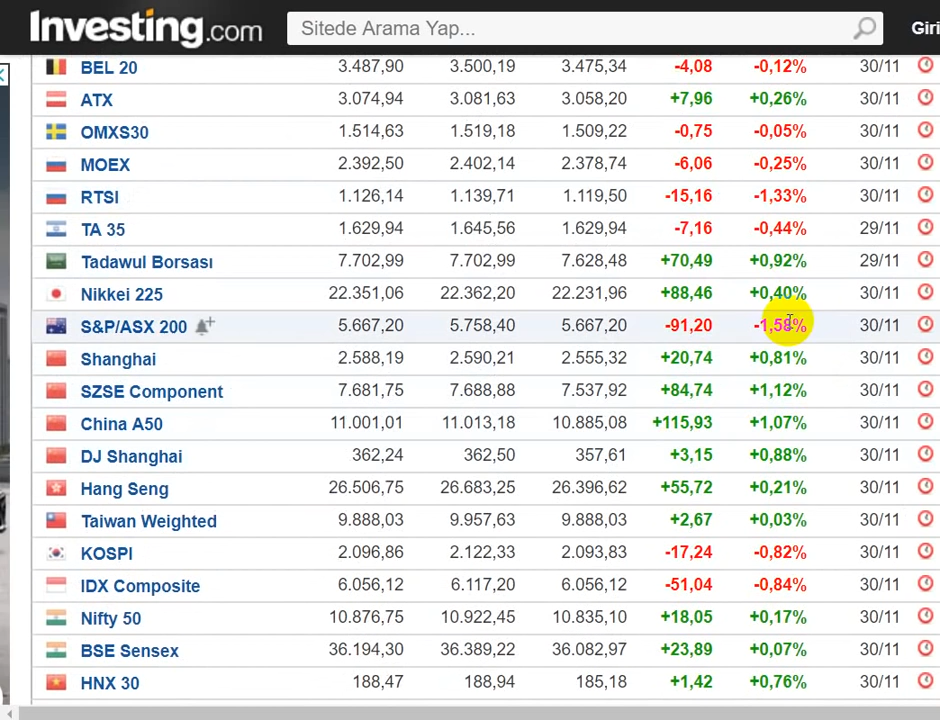 Investing.com Sitede Arama Yap... Giri
BEL 20 3.487,90 3.500,19 3.475,34 -4,08 -0,12% 30/11
ATX 3.074,94 3.081,63 3.058,20 +7,96 +0,26% 30/11
OMXS30 1.514,63 1.519,18 1.509,22 -0,75 -0,05% 30/11
MOEX 2.392,50 2.402,14 2.378,74 -6,06 -0,25% 30/11
RTSI 1.126,14 1.139,71 1.119,50 -15,16 -1,33% 30/11
TA 35 1.629,94 1.645,56 1.629,94 -7,16 -0,44% 29/11
Tadawul Borsası 7.702,99 7.702,99 7.628,48 +70,49 +0,92% 29/11
Nikkei 225 22.351,06 22.362,20 22.231,96 +88,46 +0,40% 30/11
S&P/ASX 200 5.667,20 5.758,40 5.667,20 -91,20 -1,58% 30/11
Shanghai 2.588,19 2.590,21 2.555,32 +20,74 +0,81% 30/11
SZSE Component 7.681,75 7.688,88 7.537,92 +84,74 +1,12% 30/11
China A50 11.001,01 11.013,18 10.885,08 +115,93 +1,07% 30/11
DJ Shanghai 362,24 362,50 357,61 +3,15 +0,88% 30/11
Hang Seng 26.506,75 26.683,25 26.396,62 +55,72 +0,21% 30/11
Taiwan Weighted 9.888,03 9.957,63 9.888,03 +2,67 +0,03% 30/11
KOSPI 2.096,86 2.122,33 2.093,83 -17,24 -0,82% 30/11
IDX Composite 6.056,12 6.117,20 6.056,12 -51,04 -0,84% 30/11
Nifty 50 10.876,75 10.922,45 10.835,10 +18,05 +0,17% 30/11
BSE Sensex 36.194,30 36.389,22 36.082,97 +23,89 +0,07% 30/11
HNX 30 188,47 188,94 185,18 +1,42 +0,76% 30/11